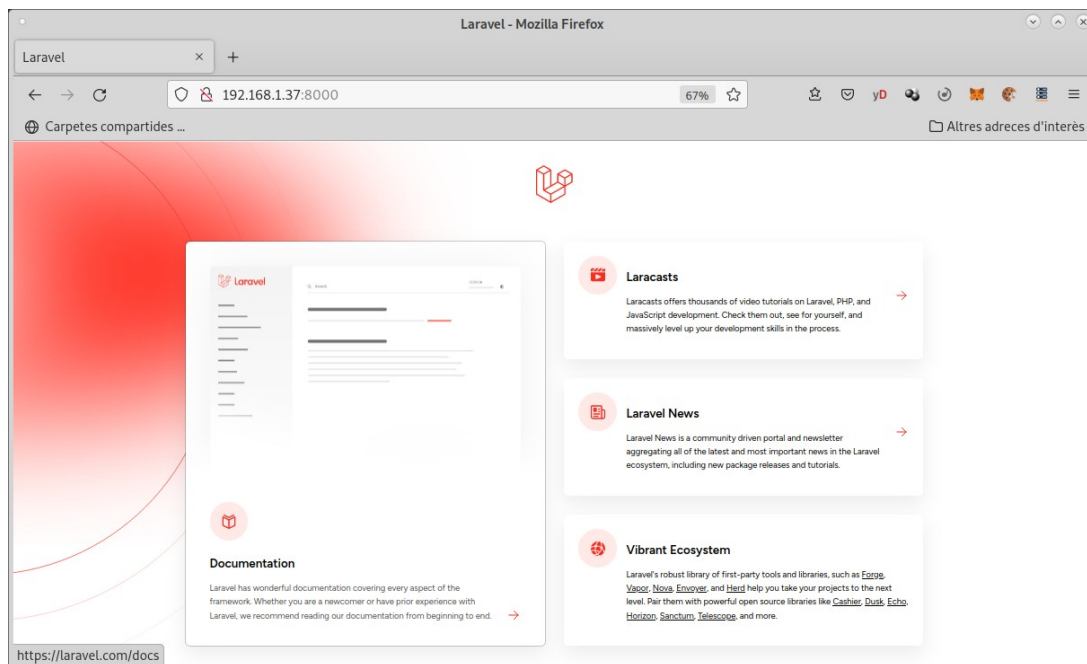 Laravel - Mozilla Firefox
Laravel
192.168.1.37:8000
67%
yD
Carpetes compartides ...
Altres adreces d'interès
Laravel
Search
Documentation
Laravel has wonderful documentation covering every aspect of the
framework. Whether you are a newcomer or have prior experience with
Laravel, we recommend reading our documentation from beginning to end.
Laracasts
Laracasts offers thousands of video tutorials on Laravel, PHP, and
JavaScript development. Check them out, see for yourself, and
massively level up your development skills in the process.
Laravel News
Laravel News is a community driven portal and newsletter
aggregating all of the latest and most important news in the Laravel
ecosystem, including new package releases and tutorials.
Vibrant Ecosystem
Laravel's robust library of first-party tools and libraries, such as Forge,
Vapor, Nova, Envoyer, and Herd help you take your projects to the next
level. Pair them with powerful open source libraries like Cashier, Dusk, Echo,
Horizon, Sanctum, Telescope, and more.
https://laravel.com/docs